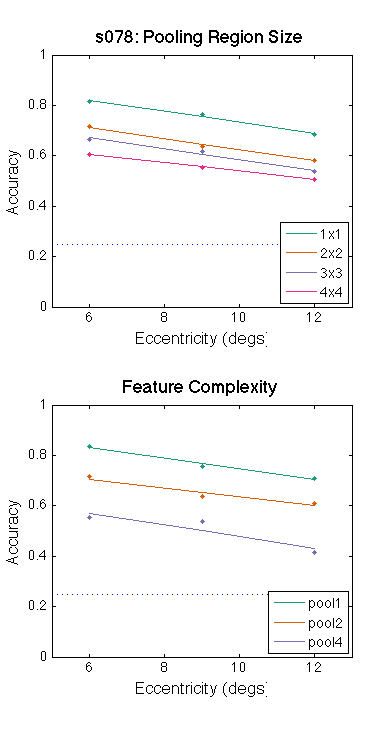 s078: Pooling Region Size
1
0.8
0.6
0.4
0.2
0
Accuracy
6
8
10
12
Eccentricity (degs)
1x1
2x2
3x3
4x4
Feature Complexity
1
0.8
0.6
0.4
0.2
0
Accuracy
6
8
10
12
Eccentricity (degs)
pool1
pool2
pool4